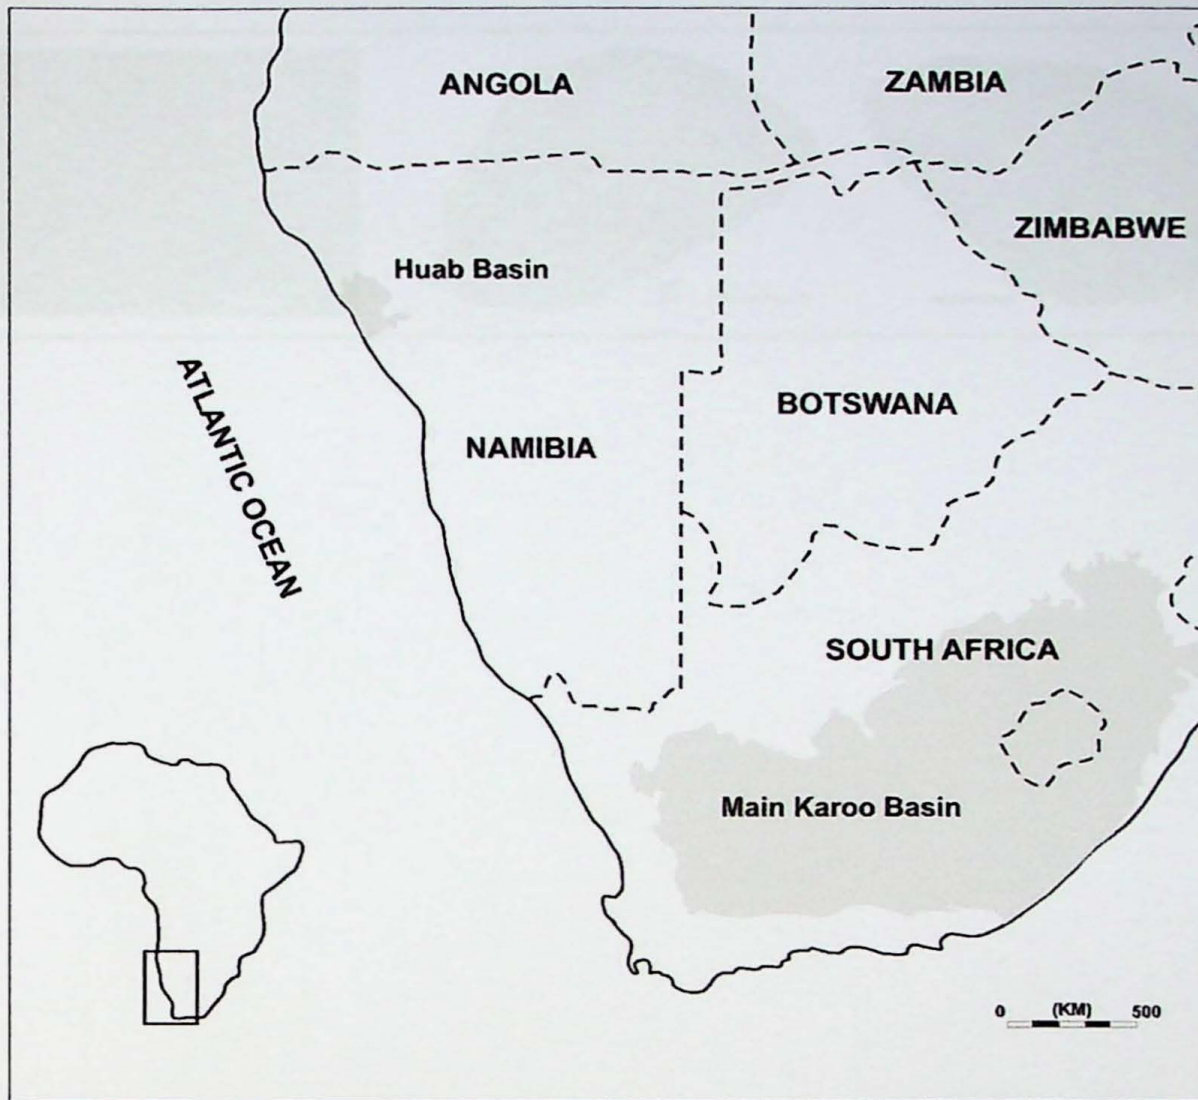 ANGOLA
ZAMBIA
ZIMBABWE
Huab Basin
ATLANTIC OCEAN
BOTSWANA
NAMIBIA
SOUTH AFRICA
Main Karoo Basin
0 (KM) 500